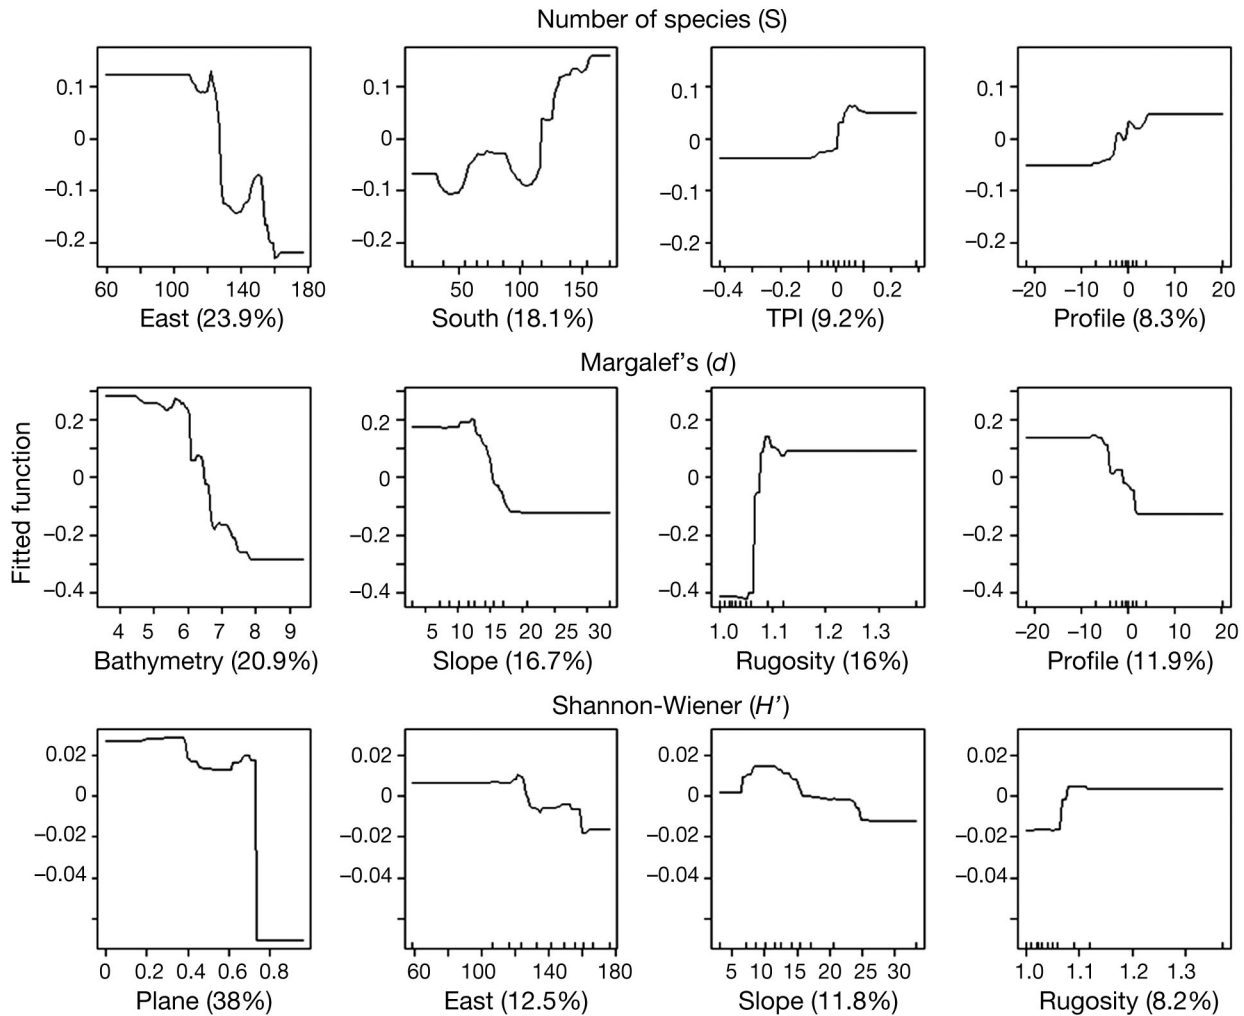 Number of species (S)
0.1 0 –0.1 –0.2
0.1 0 –0.1 –0.2
0.1 0 –0.1 –0.2
0.1 0 –0.1 –0.2
60 100 140 180
50 100 150
–0.4 –0.2 0 0.2
–20 –10 0 10 20
East (23.9%)
South (18.1%)
TPI (9.2%)
Profile (8.3%)
Margalef’s (d)
Fitted function
0.2 0 –0.2 –0.4
0.2 0 –0.2 –0.4
0.2 0 –0.2 –0.4
0.2 0 –0.2 –0.4
4 5 6 7 8 9
5 10 15 20 25 30
1.0 1.1 1.2 1.3
–20 –10 0 10 20
Bathymetry (20.9%)
Slope (16.7%)
Rugosity (16%)
Profile (11.9%)
Shannon-Wiener (H’)
0.02 0 –0.02 –0.04
0.02 0 –0.02 –0.04
0.02 0 –0.02 –0.04
0.02 0 –0.02 –0.04
0 0.2 0.4 0.6 0.8
60 100 140 180
5 10 15 20 25 30
1.0 1.1 1.2 1.3
Plane (38%)
East (12.5%)
Slope (11.8%)
Rugosity (8.2%)